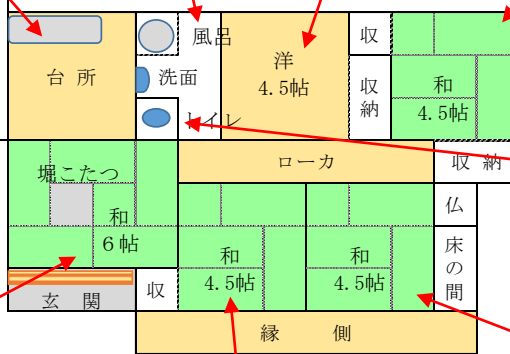 風呂
収
台所
洗面
洋
4.5帖
収
納
和
4.5帖
トイレ
ローカ
収納
堀こたつ
仏
和
6帖
和
4.5帖
和
4.5帖
床
の
間
玄関
収
縁側